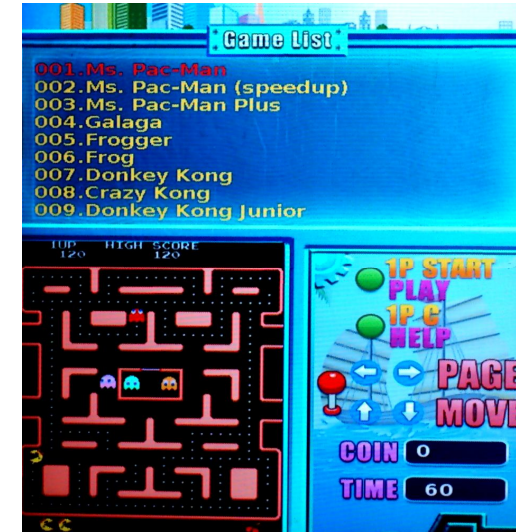 Game List
001.Ms. Pac-Man
002.Ms. Pac-Man (speedup)
003.Ms. Pac-Man Plus
004.Galaga
005.Frogger
006.Frog
007.Donkey Kong
008.Crazy Kong
009.Donkey Kong Junior
1UP HIGH SCORE
120 120
1P START
PLAY
1P C
HELP
PAGE
MOVE
COIN 0
TIME 60